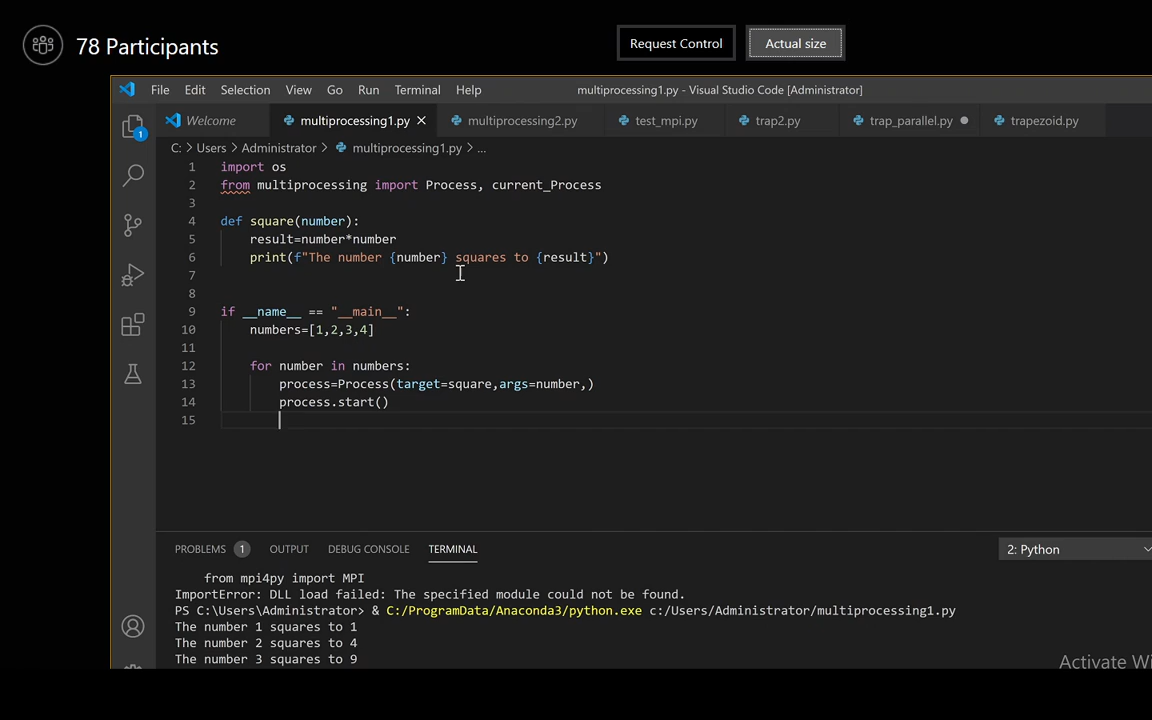 78 Participants
Request Control
Actual size
File Edit Selection View Go Run Terminal Help
multiprocessing1.py - Visual Studio Code [Administrator]
Welcome multiprocessing1.py multiprocessing2.py test_mpi.py trap2.py trap_parallel.py trapezoid.py
1
C: > Users > Administrator > multiprocessing1.py > ...
1 import os
2 from multiprocessing import Process, current_Process
3
4 def square(number):
5     result=number*number
6     print(f"The number {number} squares to {result}")
7
8
9 if __name__ == "__main__":
10     numbers=[1,2,3,4]
11
12     for number in numbers:
13         process=Process(target=square,args=number,)
14         process.start()
15
PROBLEMS 1 OUTPUT DEBUG CONSOLE TERMINAL
2: Python
from mpi4py import MPI
ImportError: DLL load failed: The specified module could not be found.
PS C:\Users\Administrator> & C:/ProgramData/Anaconda3/python.exe c:/Users/Administrator/multiprocessing1.py
The number 1 squares to 1
The number 2 squares to 4
The number 3 squares to 9
Activate Wi